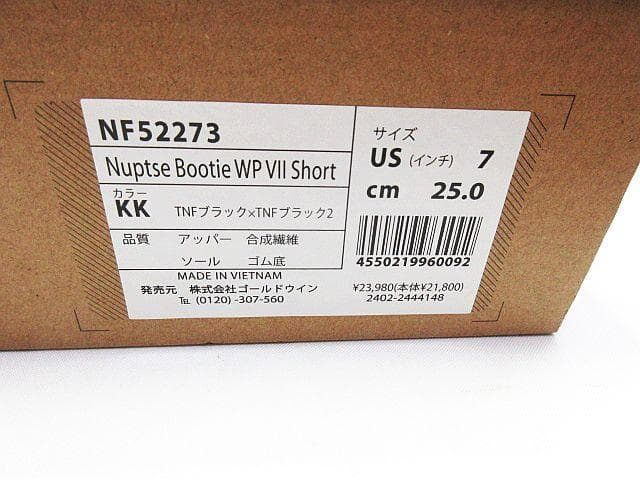 NF52273
Nuptse Bootie WP VII Short
カラー
KK TNFブラック×TNFブラック2
品質 アッパー 合成繊維
ソール ゴム底
MADE IN VIETNAM
発売元 株式会社ゴールドウイン
℡ (0120) -307-560
サイズ
US (インチ) 7
cm 25.0
4550219960092
¥23,980(本体¥21,800)
2402-2444148